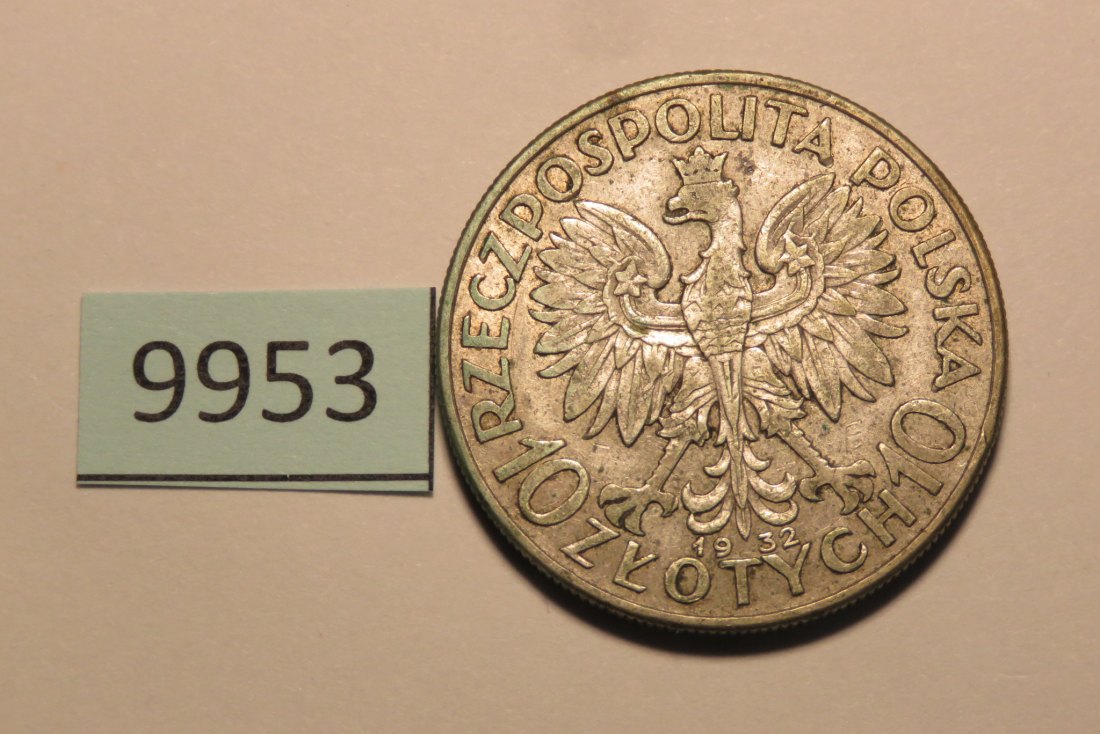 9953
RZECZPOSPOLITA POLSKA
1932
10 ZŁOTYCH 10